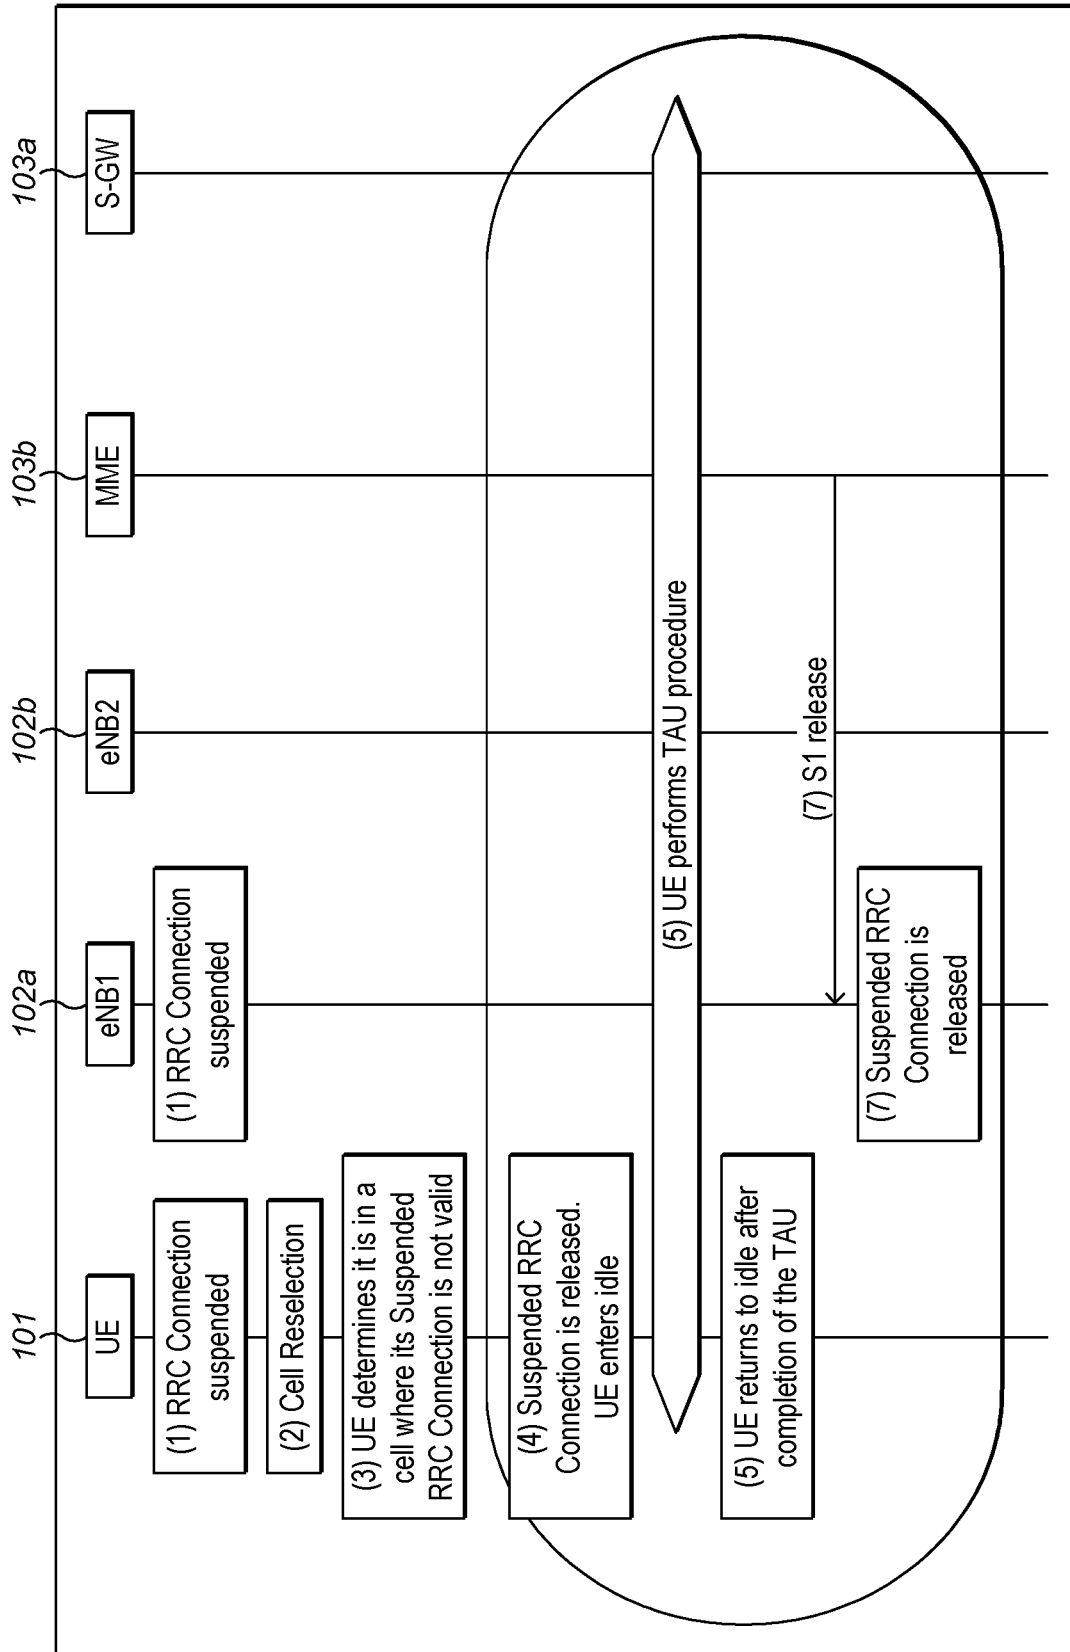 101
102a
102b
103b
103a
UE
eNB1
eNB2
MME
S-GW
(1) RRC Connection
suspended
(1) RRC Connection
suspended
(2) Cell Reselection
(3) UE determines it is in a
cell where its Suspended
RRC Connection is not valid
(4) Suspended RRC
Connection is released.
UE enters idle
(5) UE performs TAU procedure
(5) UE returns to idle after
completion of the TAU
(7) S1 release
(7) Suspended RRC
Connection is
released